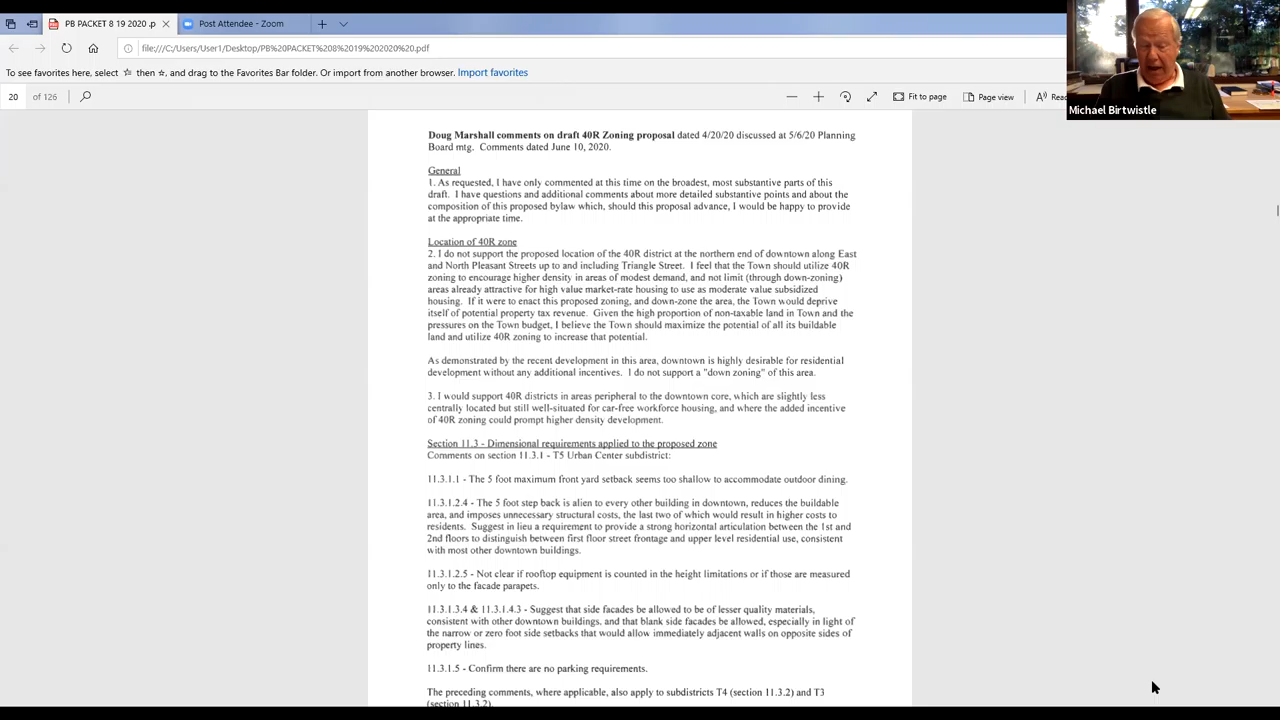 PB PACKET 8 19 2020 .p
Post Attendee - Zoom
file:///C:/Users/User1/Desktop/PB%20PACKET%208%2019%202020%20.pdf
To see favorites here, select ☆ then ☆, and drag to the Favorites Bar folder. Or import from another browser. Import favorites
20 of 126
Fit to page
Page view
Rea
Michael Birtwistle
Doug Marshall comments on draft 40R Zoning proposal dated 4/20/20 discussed at 5/6/20 Planning
Board mtg. Comments dated June 10, 2020.
General
1. As requested, I have only commented at this time on the broadest, most substantive parts of this
draft. I have questions and additional comments about more detailed substantive points and about the
composition of this proposed bylaw which, should this proposal advance, I would be happy to provide
at the appropriate time.
Location of 40R zone
2. I do not support the proposed location of the 40R district at the northern end of downtown along East
and North Pleasant Streets up to and including Triangle Street. I feel that the Town should utilize 40R
zoning to encourage higher density in areas of modest demand, and not limit (through down-zoning)
areas already attractive for high value market-rate housing to use as moderate value subsidized
housing. If it were to enact this proposed zoning, and down-zone the area, the Town would deprive
itself of potential property tax revenue. Given the high proportion of non-taxable land in Town and the
pressures on the Town budget, I believe the Town should maximize the potential of all its buildable
land and utilize 40R zoning to increase that potential.
As demonstrated by the recent development in this area, downtown is highly desirable for residential
development without any additional incentives. I do not support a "down zoning" of this area.
3. I would support 40R districts in areas peripheral to the downtown core, which are slightly less
centrally located but still well-situated for car-free workforce housing, and where the added incentive
of 40R zoning could prompt higher density development.
Section 11.3 - Dimensional requirements applied to the proposed zone
Comments on section 11.3.1 - T5 Urban Center subdistrict:
11.3.1.1 - The 5 foot maximum front yard setback seems too shallow to accommodate outdoor dining.
11.3.1.2.4 - The 5 foot step back is alien to every other building in downtown, reduces the buildable
area, and imposes unnecessary structural costs, the last two of which would result in higher costs to
residents. Suggest in lieu a requirement to provide a strong horizontal articulation between the 1st and
2nd floors to distinguish between first floor street frontage and upper level residential use, consistent
with most other downtown buildings.
11.3.1.2.5 - Not clear if rooftop equipment is counted in the height limitations or if those are measured
only to the facade parapets.
11.3.1.3.4 & 11.3.1.4.3 - Suggest that side facades be allowed to be of lesser quality materials,
consistent with other downtown buildings, and that blank side facades be allowed, especially in light of
the narrow or zero foot side setbacks that would allow immediately adjacent walls on opposite sides of
property lines.
11.3.1.5 - Confirm there are no parking requirements.
The preceding comments, where applicable, also apply to subdistricts T4 (section 11.3.2) and T3
(section 11.3.2).